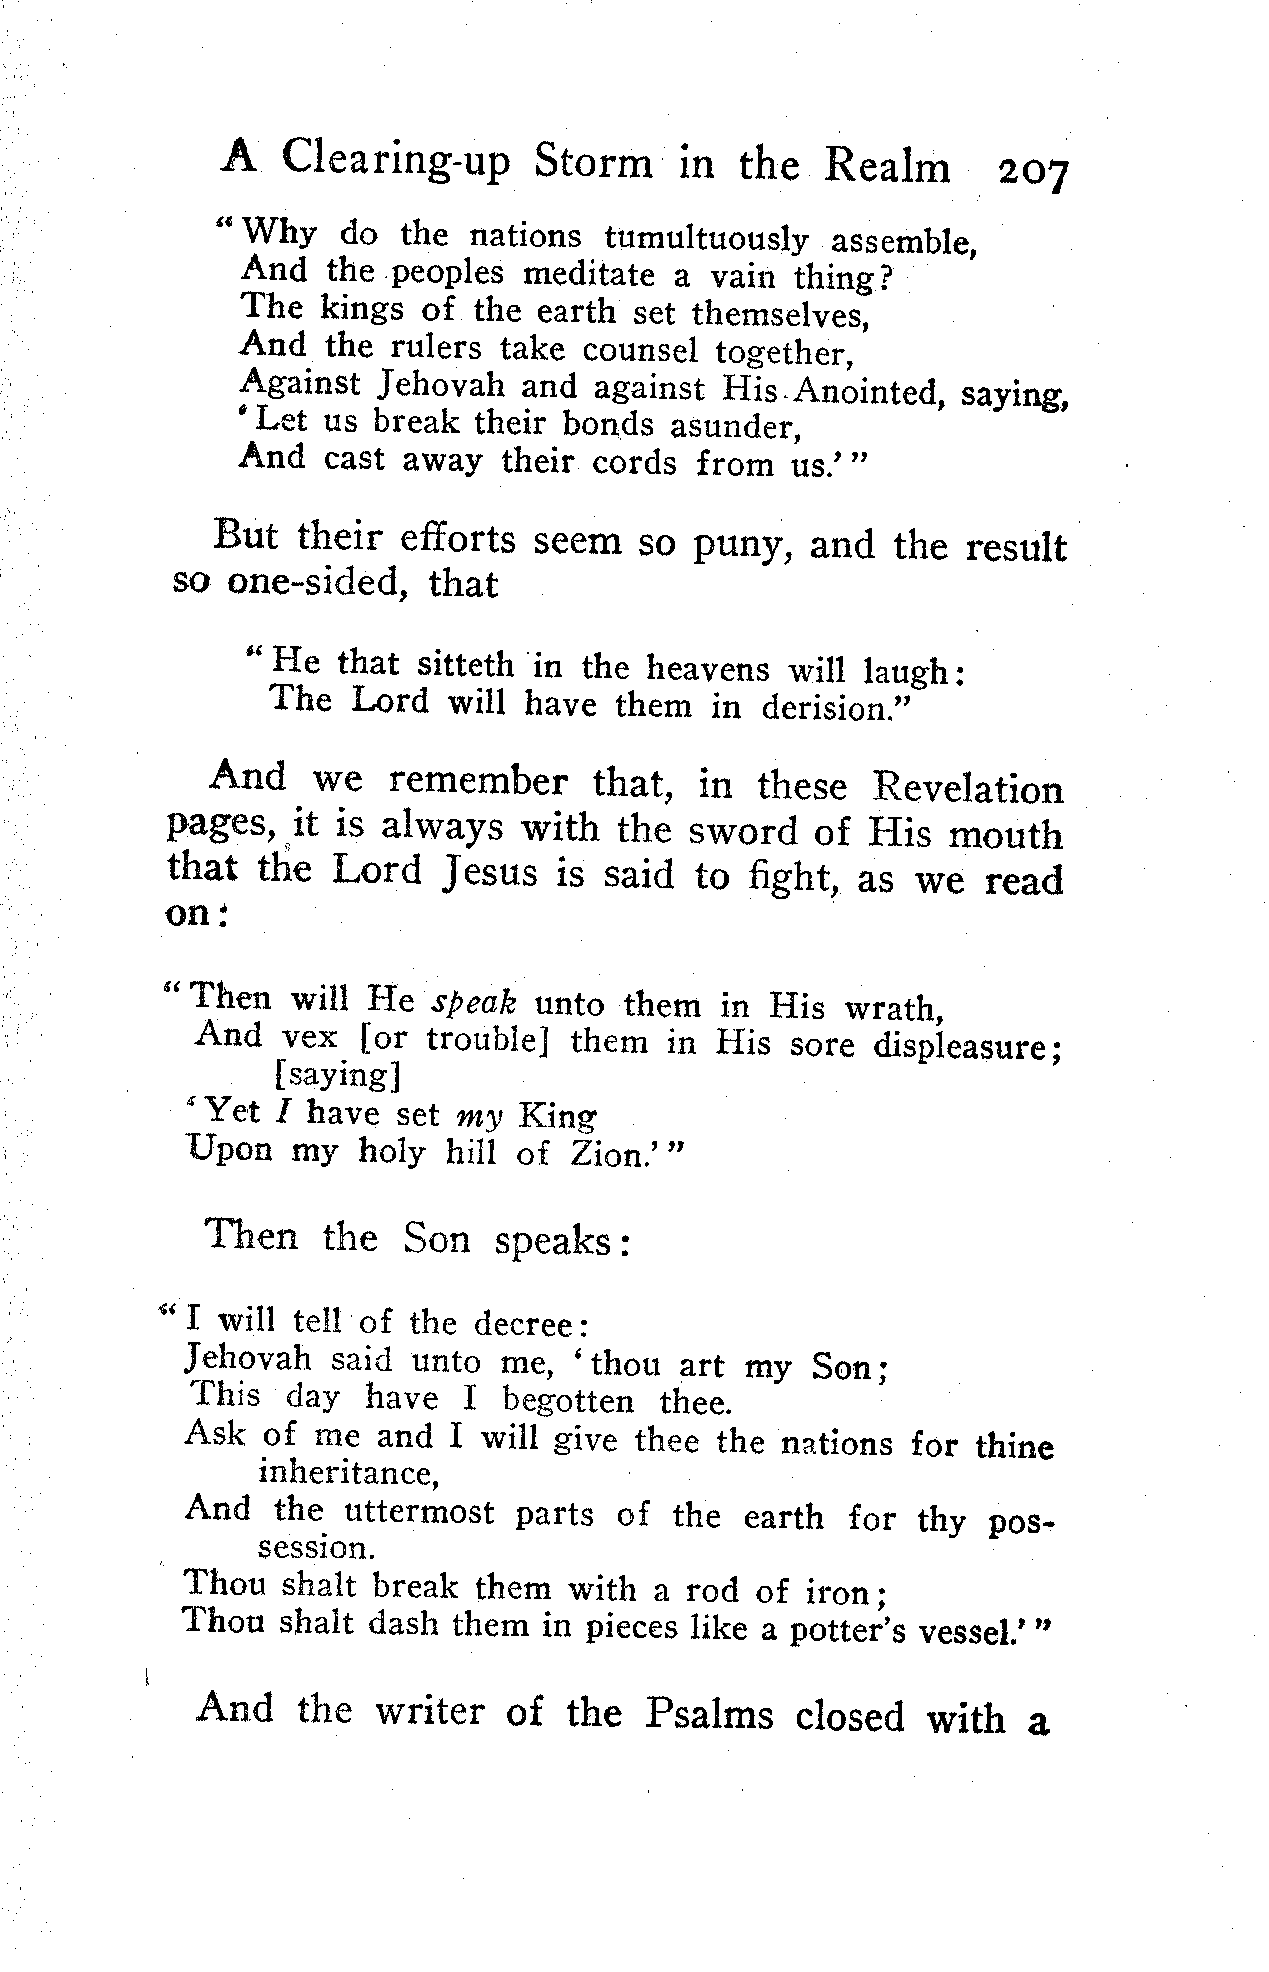 A Clearing-up Storm in the Realm 207
“Why do the nations tumultuously assemble,
And the peoples meditate a vain thing?
The kings of the earth set themselves,
And the rulers take counsel together,
Against Jehovah and against His Anointed, saying,
‘Let us break their bonds asunder,
And cast away their cords from us.’”
But their efforts seem so puny, and the result
so one-sided, that
“He that sitteth in the heavens will laugh:
The Lord will have them in derision.”
And we remember that, in these Revelation
pages, it is always with the sword of His mouth
that the Lord Jesus is said to fight, as we read
on:
“Then will He speak unto them in His wrath,
And vex [or trouble] them in His sore displeasure;
[saying]
‘Yet I have set my King
Upon my holy hill of Zion.’”
Then the Son speaks:
“I will tell of the decree:
Jehovah said unto me, ‘thou art my Son;
This day have I begotten thee.
Ask of me and I will give thee the nations for thine
inheritance,
And the uttermost parts of the earth for thy pos-
session.
Thou shalt break them with a rod of iron;
Thou shalt dash them in pieces like a potter's vessel.’”
And the writer of the Psalms closed with a